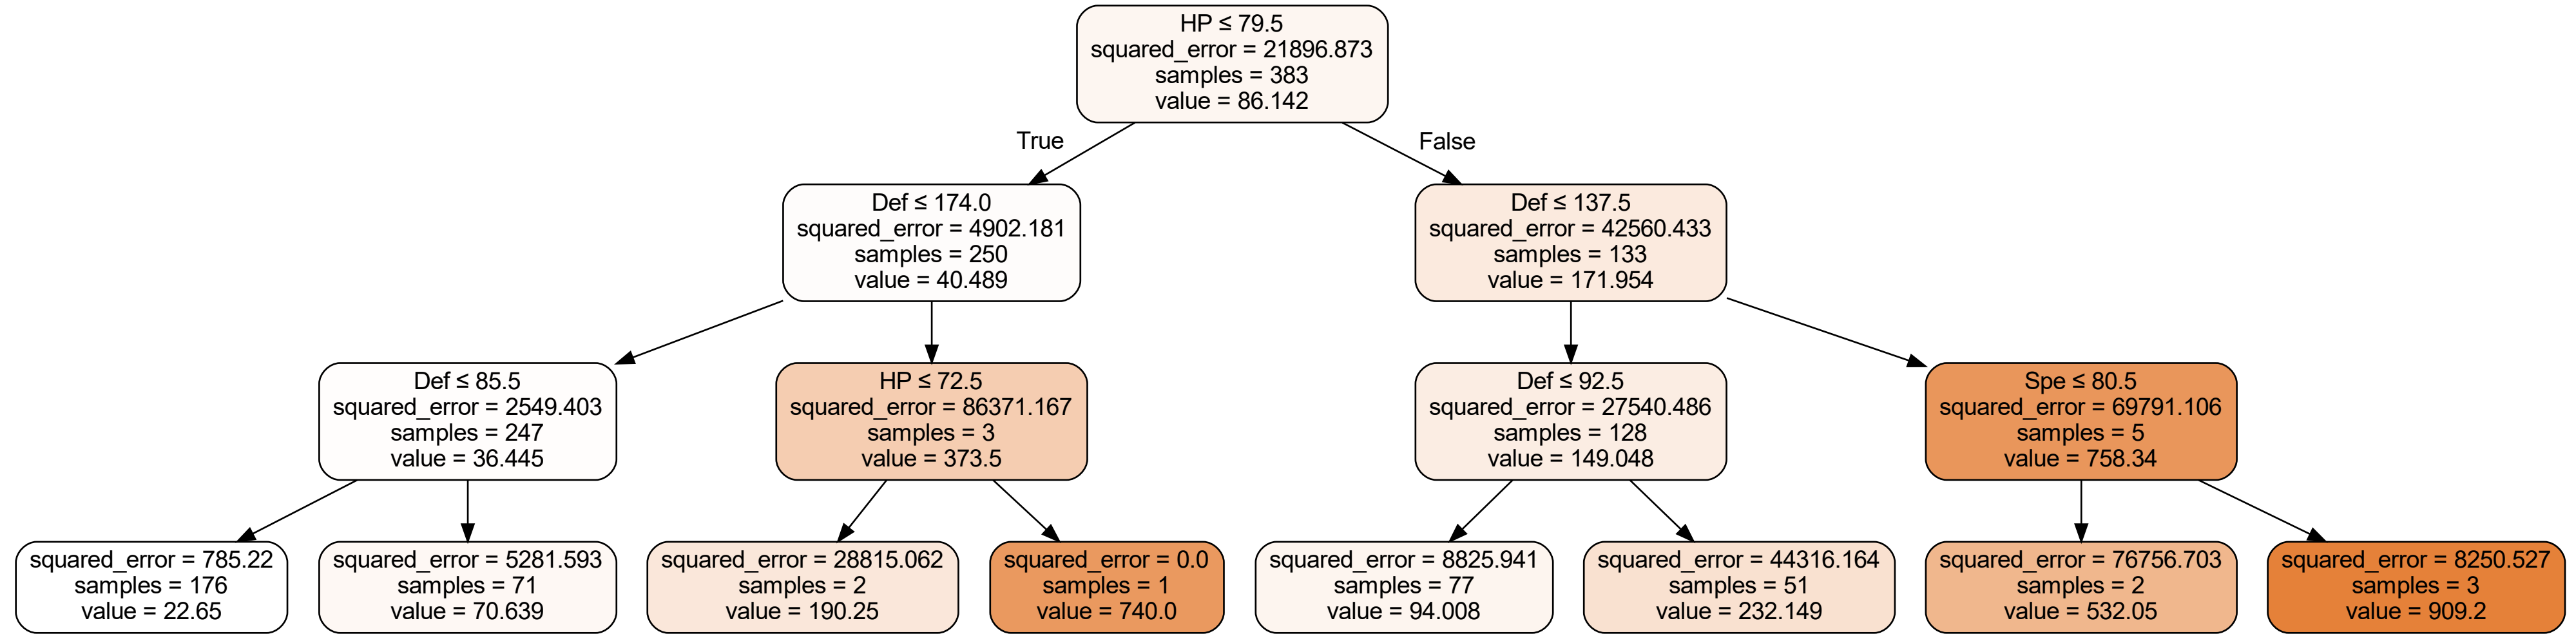 HP ≤ 79.5
squared_error = 21896.873
samples = 383
value = 86.142
True
False
Def ≤ 174.0
squared_error = 4902.181
samples = 250
value = 40.489
Def ≤ 137.5
squared_error = 42560.433
samples = 133
value = 171.954
Def ≤ 85.5
squared_error = 2549.403
samples = 247
value = 36.445
HP ≤ 72.5
squared_error = 86371.167
samples = 3
value = 373.5
Def ≤ 92.5
squared_error = 27540.486
samples = 128
value = 149.048
Spe ≤ 80.5
squared_error = 69791.106
samples = 5
value = 758.34
squared_error = 785.22
samples = 176
value = 22.65
squared_error = 5281.593
samples = 71
value = 70.639
squared_error = 28815.062
samples = 2
value = 190.25
squared_error = 0.0
samples = 1
value = 740.0
squared_error = 8825.941
samples = 77
value = 94.008
squared_error = 44316.164
samples = 51
value = 232.149
squared_error = 76756.703
samples = 2
value = 532.05
squared_error = 8250.527
samples = 3
value = 909.2